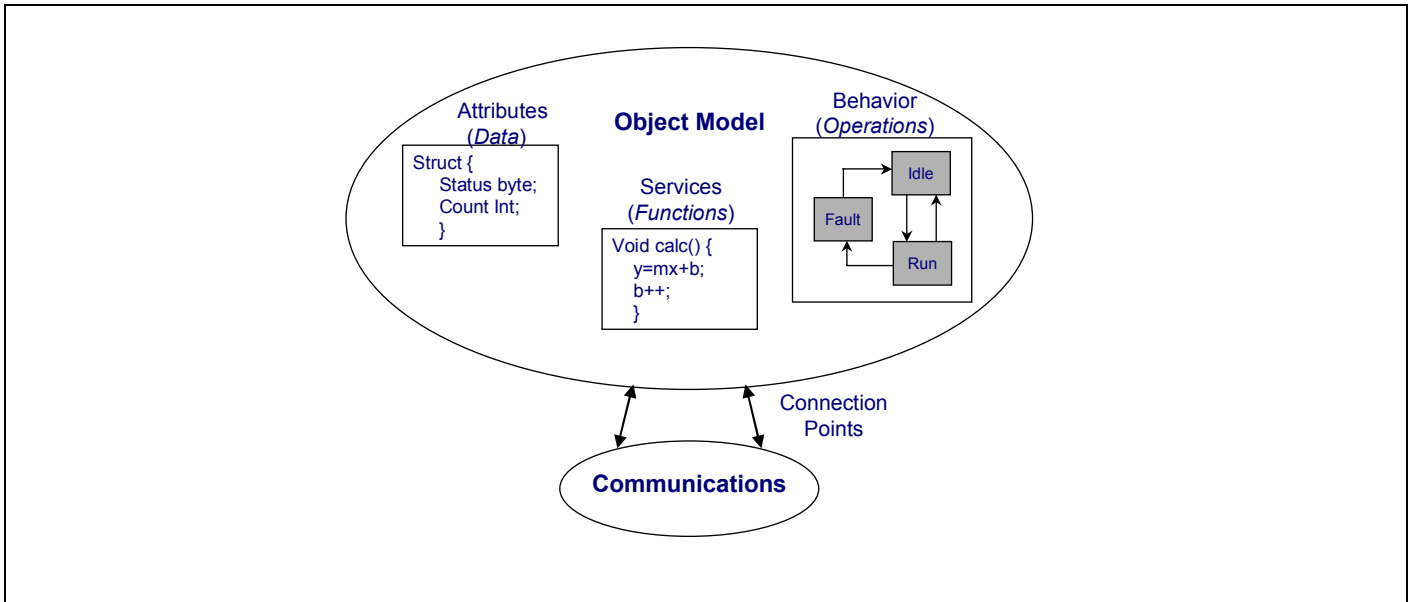 Attributes
(Data)
Struct {
Status byte;
Count Int;
}
Object Model
Services
(Functions)
Void calc() {
y=mx+b;
b++;
}
Behavior
(Operations)
Idle
Fault
Run
Connection
Points
Communications